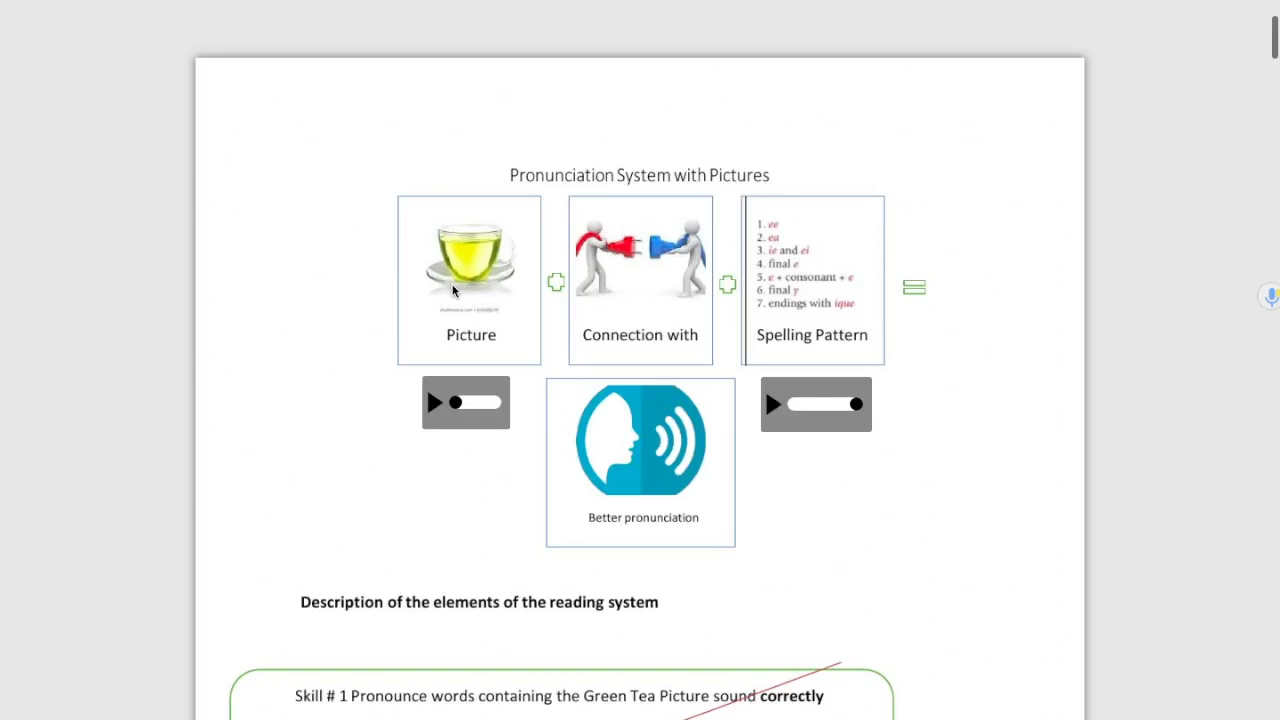 Pronunciation System with Pictures
1. ee
2. ea
3. ie and ei
4. final e
5. e + consonant + e
6. final y
7. endings with ique
Picture
Connection with
Spelling Pattern
Better pronunciation
Description of the elements of the reading system
Skill # 1 Pronounce words containing the Green Tea Picture sound correctly